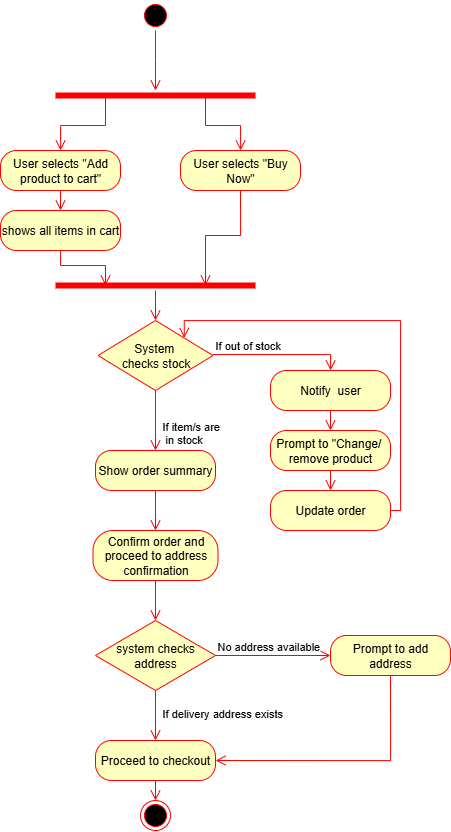 User selects "Add
product to cart"
User selects "Buy
Now"
shows all items in cart
System
checks stock
If out of stock
Notify  user
If item/s are
in stock
Prompt to "Change/
remove product
Show order summary
Update order
Confirm order and
proceed to address
confirmation
system checks
address
No address available
Prompt to add
address
If delivery address exists
Proceed to checkout